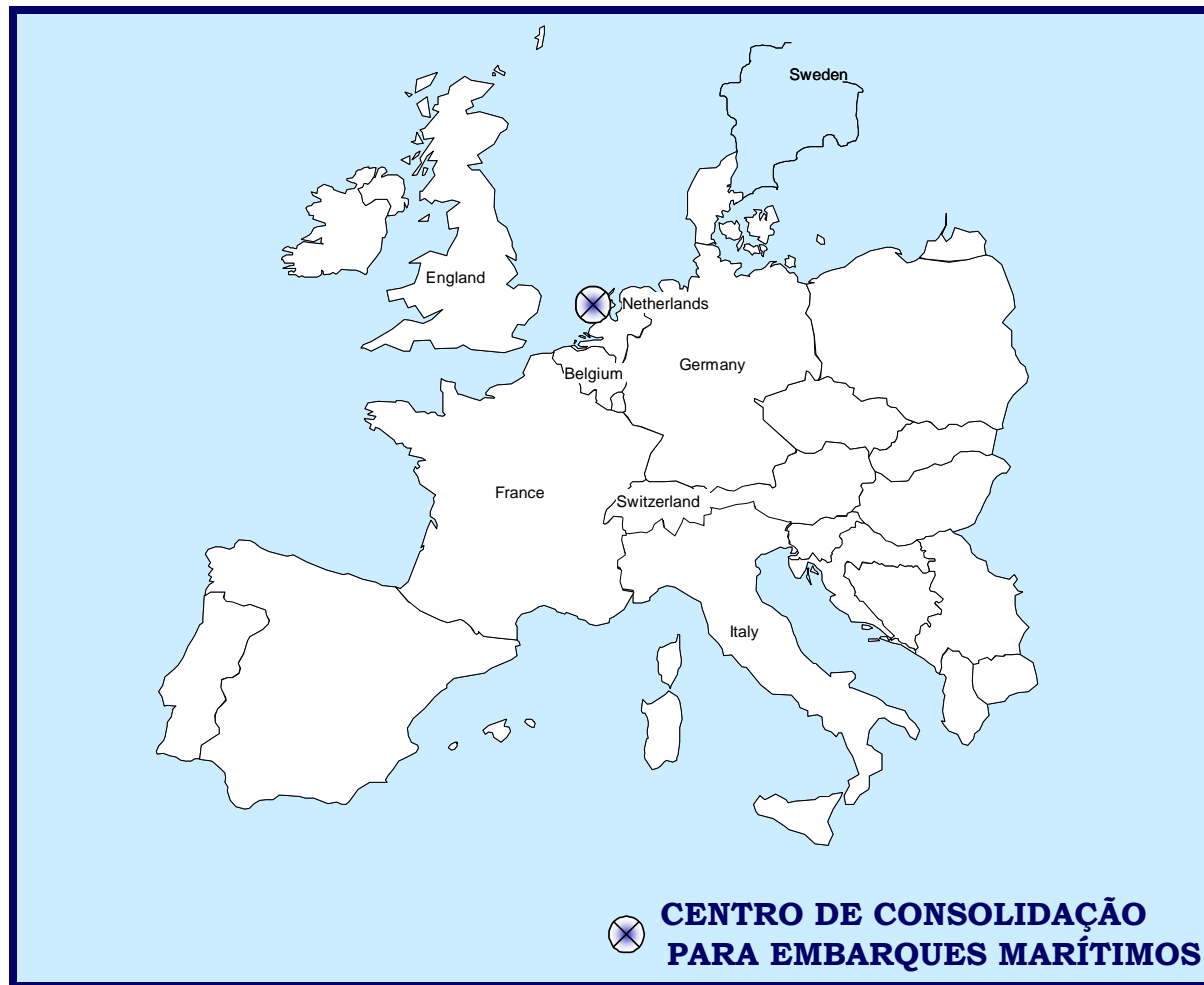 Sweden
England
Netherlands
Germany
Belgium
France
Switzerland
Italy
CENTRO DE CONSOLIDAÇÃO
PARA EMBARQUES MARÍTIMOS